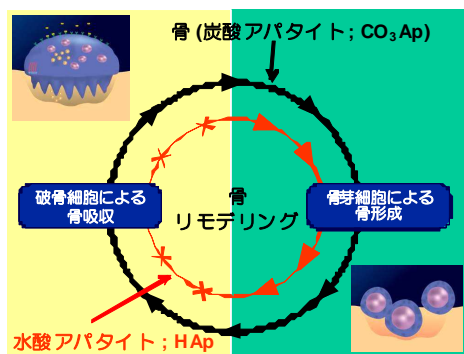 骨 (炭酸アパタイト; CO₃Ap)
破骨細胞による
骨吸収
骨
リモデリング
骨芽細胞による
骨形成
水酸アパタイト; HAp